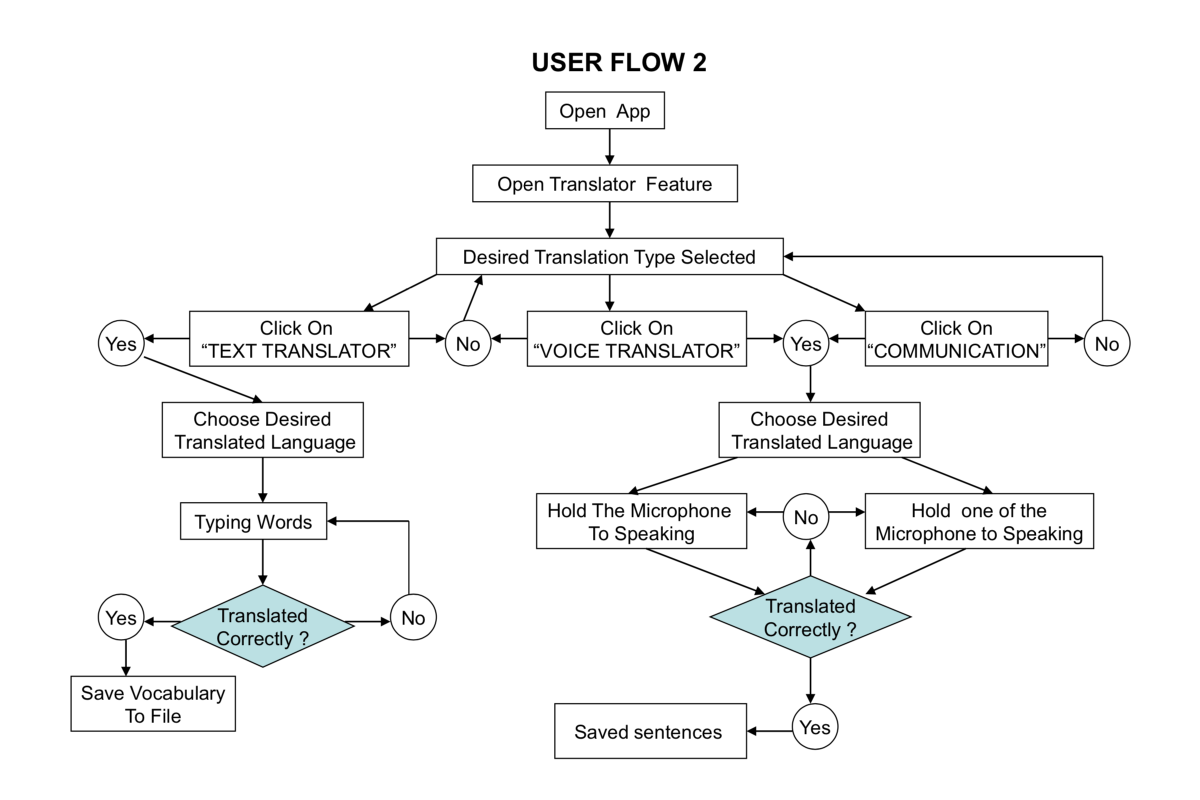 USER FLOW 2
Open App
Open Translator Feature
Desired Translation Type Selected
Yes
Click On
“TEXT TRANSLATOR”
No
Click On
“VOICE TRANSLATOR”
Yes
Click On
“COMMUNICATION”
No
Choose Desired
Translated Language
Choose Desired
Translated Language
Typing Words
Hold The Microphone
To Speaking
No
Hold one of the
Microphone to Speaking
Yes
Translated
Correctly ?
No
Translated
Correctly ?
Save Vocabulary
To File
Saved sentences
Yes